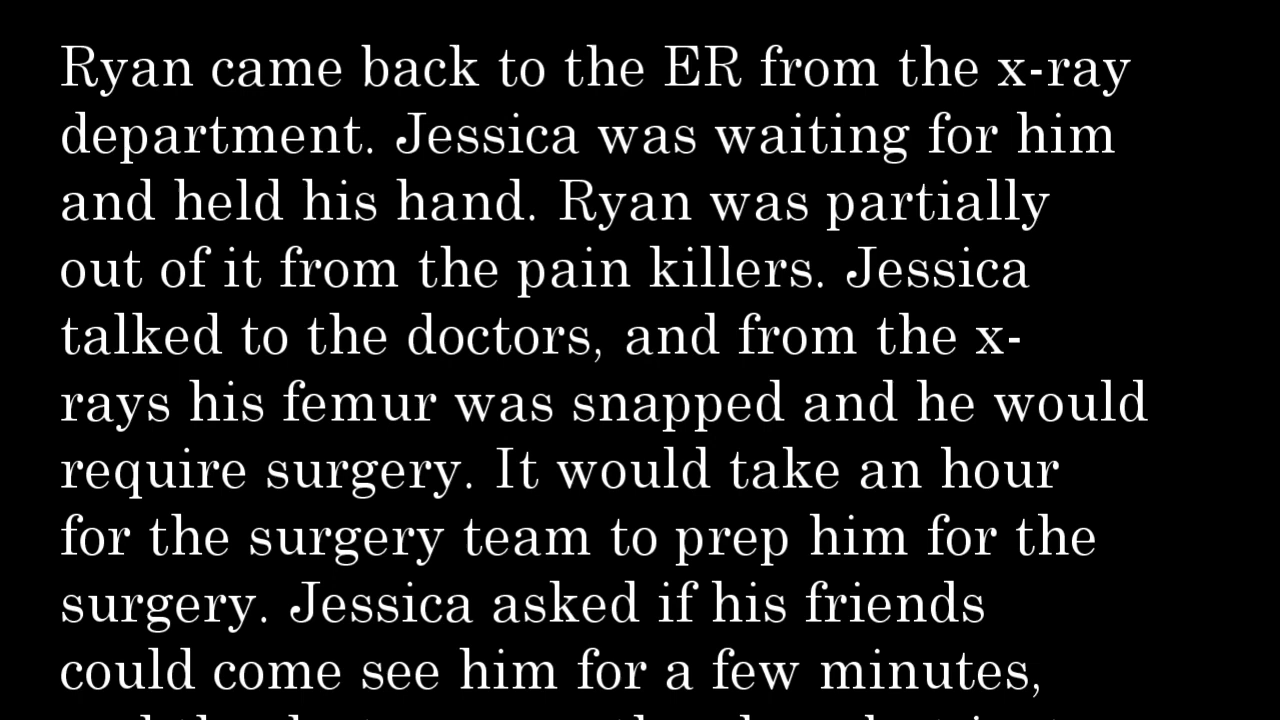 Ryan came back to the ER from the x-ray
department. Jessica was waiting for him
and held his hand. Ryan was partially
out of it from the pain killers. Jessica
talked to the doctors, and from the x-
rays his femur was snapped and he would
require surgery. It would take an hour
for the surgery team to prep him for the
surgery. Jessica asked if his friends
could come see him for a few minutes,